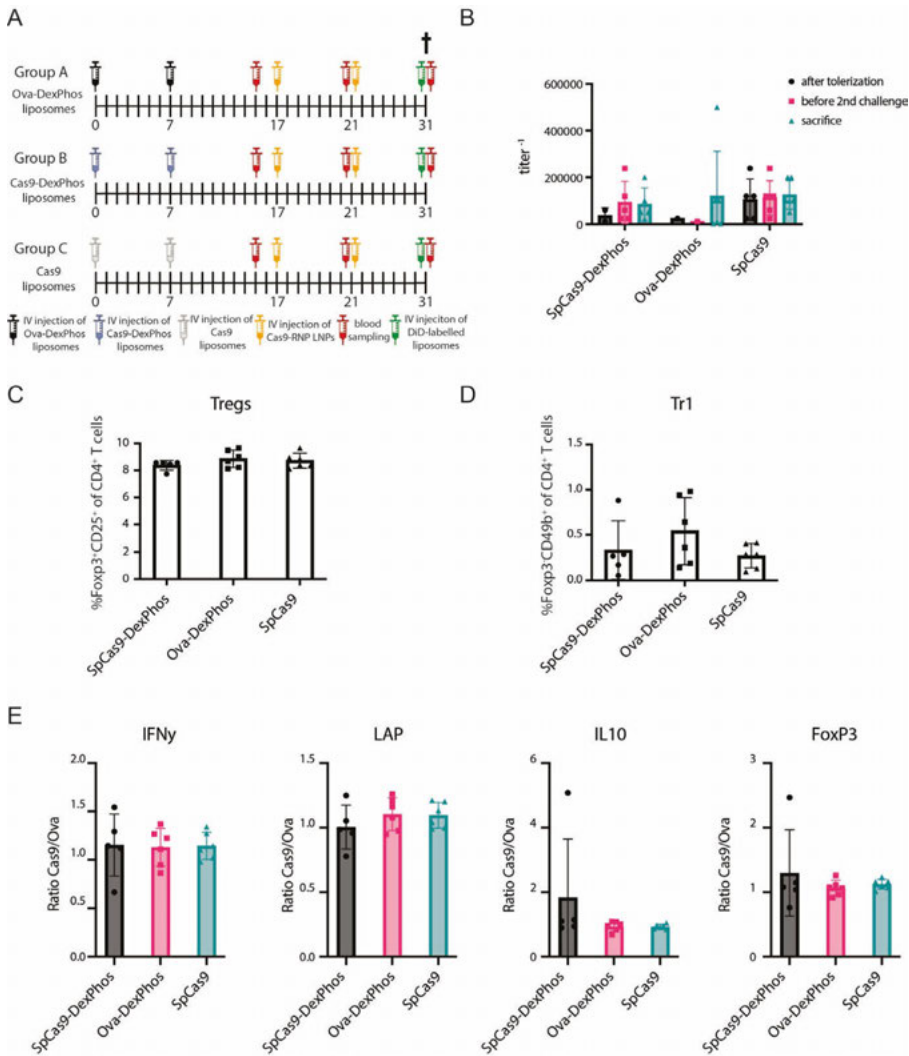 A
Group A
Ova-DexPhos
liposomes
0 7 17 21 31
Group B
Cas9-DexPhos
liposomes
0 7 17 21 31
Group C
Cas9
liposomes
0 7 17 21 31
IV injection of
Ova-DexPhos
liposomes
IV injection of
Cas9-DexPhos
liposomes
IV injection of
Cas9
liposomes
IV injection of
Cas9-RNP LNPs
blood
sampling
IV injeciton of
DiD-labelled
liposomes
B
after tolerization
before 2nd challenge
sacrifice
titer⁻¹
600000
400000
200000
0
SpCas9-DexPhos
Ova-DexPhos
SpCas9
C
Tregs
%Foxp3⁺CD25⁺ of CD4⁺ T cells
10
8
6
4
2
0
SpCas9-DexPhos
Ova-DexPhos
SpCas9
D
Tr1
%Foxp3⁻CD49b⁺ of CD4⁺ T cells
1.5
1.0
0.5
0.0
SpCas9-DexPhos
Ova-DexPhos
SpCas9
E
IFNy
Ratio Cas9/Ova
2.0
1.5
1.0
0.5
0.0
SpCas9-DexPhos
Ova-DexPhos
SpCas9
LAP
Ratio Cas9/Ova
1.5
1.0
0.5
0.0
SpCas9-DexPhos
Ova-DexPhos
SpCas9
IL10
Ratio Cas9/Ova
6
4
2
0
SpCas9-DexPhos
Ova-DexPhos
SpCas9
FoxP3
Ratio Cas9/Ova
3
2
1
0
SpCas9-DexPhos
Ova-DexPhos
SpCas9